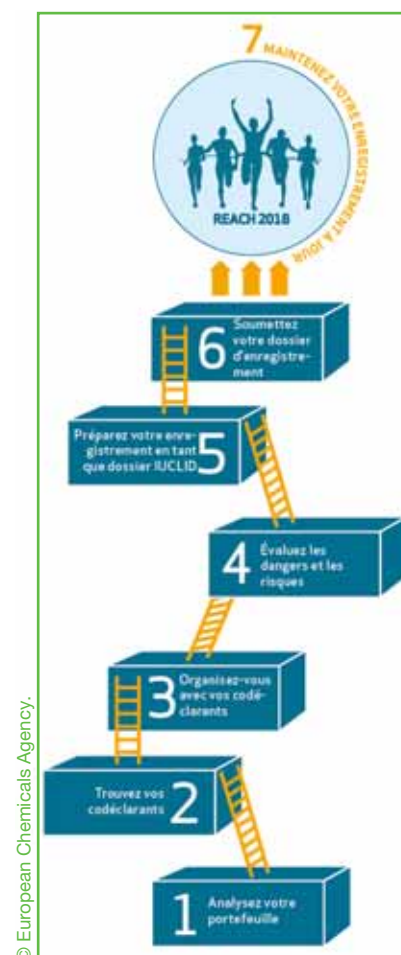 7 MAINTENEZ VOTRE ENREGISTREMENT À JOUR
REACH 2018
6
Soumettez
votre dossier
d'enregistre-
ment
Préparez votre enre-
gistrement en tant
que dossier IUCLID
5
4
Évaluez les
dangers et les
risques
3
Organisez-vous
avec vos codé-
clarants
Trouvez vos
codéclarants
2
1
Analysez votre
portefeuille
© European Chemicals Agency.